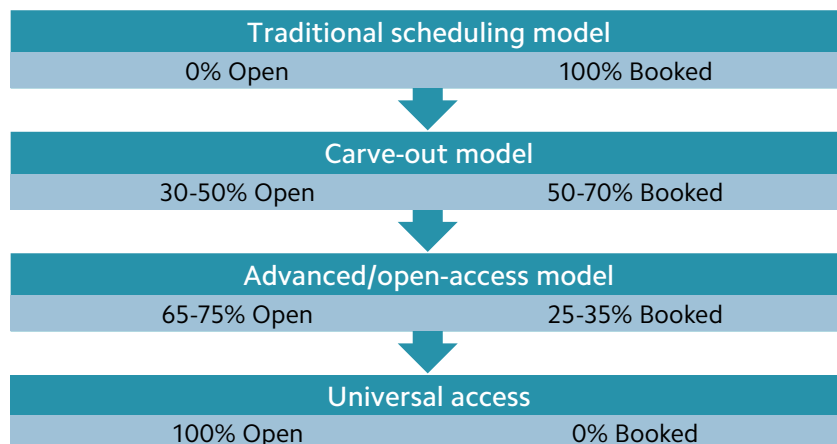 Traditional scheduling model
0% Open 100% Booked
Carve-out model
30-50% Open 50-70% Booked
Advanced/open-access model
65-75% Open 25-35% Booked
Universal access
100% Open 0% Booked